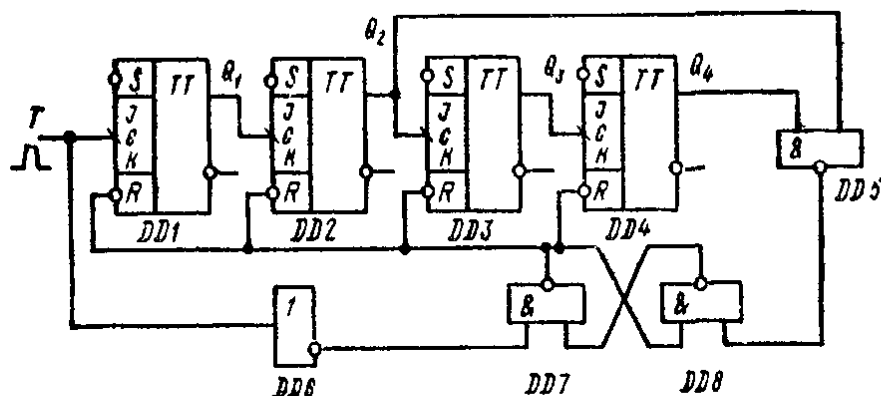 Q₂
S TT Q₁ S TT S TT Q₃ S TT Q₄
J J J J
T C C C C
K K K K
&
R R R R
DD5
DD1 DD2 DD3 DD4
1 & &
DD6 DD7 DD8